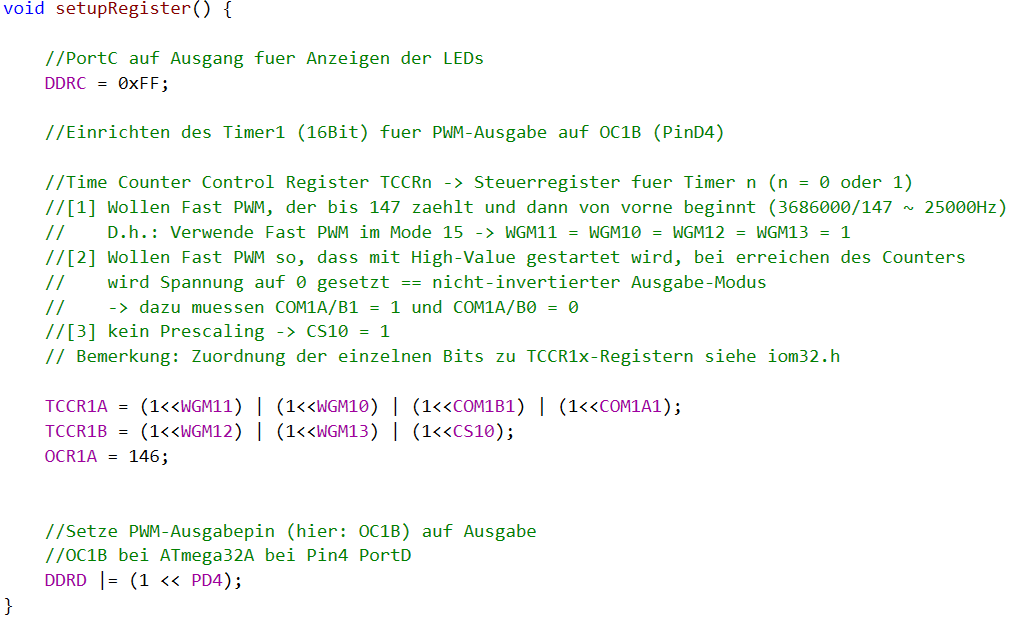 void setupRegister() {
//PortC auf Ausgang fuer Anzeigen der LEDs
DDRC = 0xFF;
//Einrichten des Timer1 (16Bit) fuer PWM-Ausgabe auf OC1B (PinD4)
//Time Counter Control Register TCCRn -> Steuerregister fuer Timer n (n = 0 oder 1)
//[1] Wollen Fast PWM, der bis 147 zaehlt und dann von vorne beginnt (3686000/147 ~ 25000Hz)
//    D.h.: Verwende Fast PWM im Mode 15 -> WGM11 = WGM10 = WGM12 = WGM13 = 1
//[2] Wollen Fast PWM so, dass mit High-Value gestartet wird, bei erreichen des Counters
//    wird Spannung auf 0 gesetzt == nicht-invertierter Ausgabe-Modus
//    -> dazu muessen COM1A/B1 = 1 und COM1A/B0 = 0
//[3] kein Prescaling -> CS10 = 1
// Bemerkung: Zuordnung der einzelnen Bits zu TCCR1x-Registern siehe iom32.h
TCCR1A = (1<<WGM11) | (1<<WGM10) | (1<<COM1B1) | (1<<COM1A1);
TCCR1B = (1<<WGM12) | (1<<WGM13) | (1<<CS10);
OCR1A = 146;
//Setze PWM-Ausgabepin (hier: OC1B) auf Ausgabe
//OC1B bei ATmega32A bei Pin4 PortD
DDRD |= (1 << PD4);
}